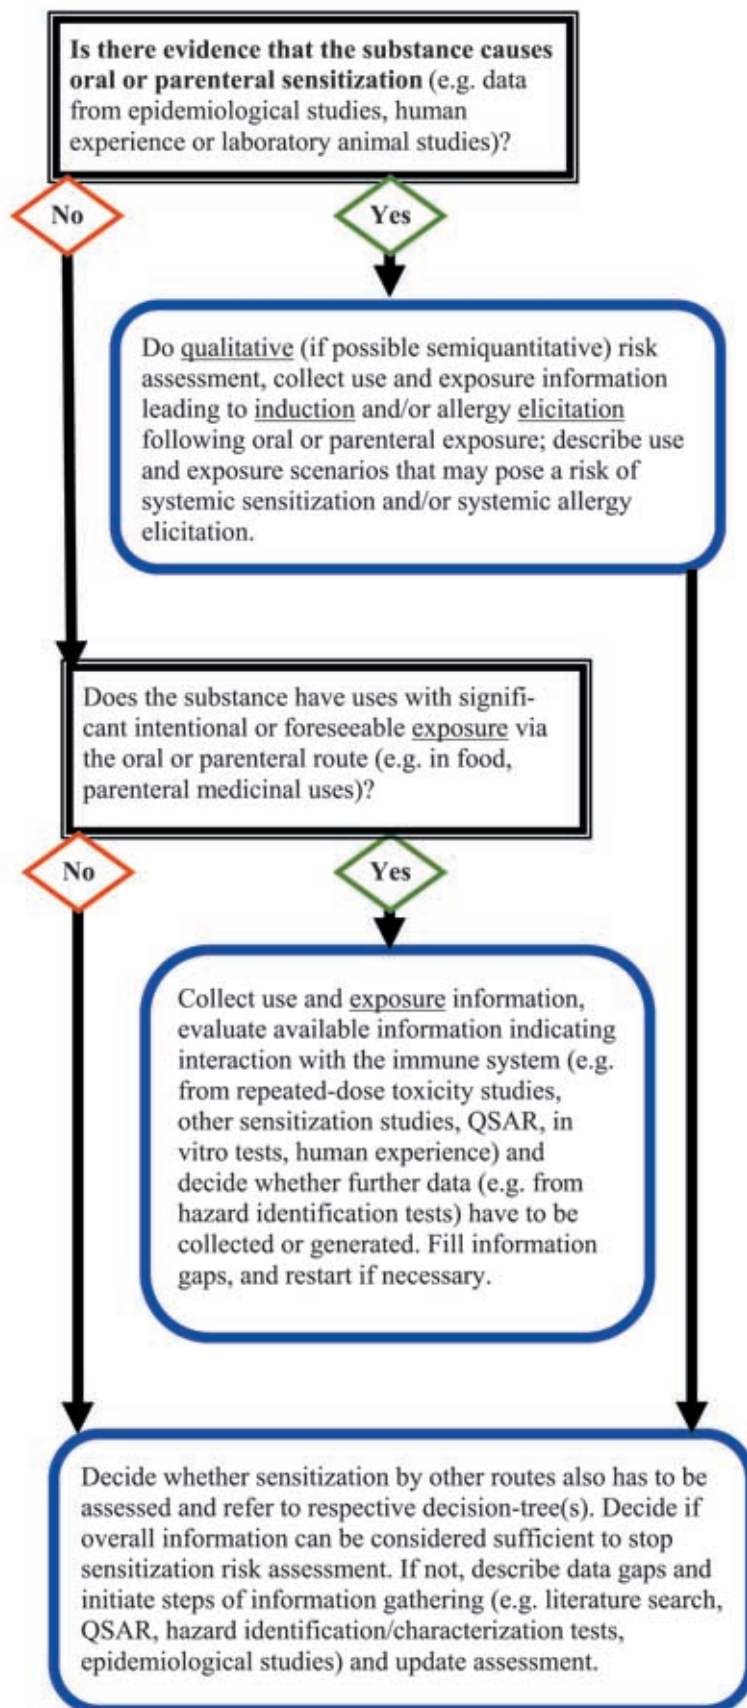 Is there evidence that the substance causes
oral or parenteral sensitization (e.g. data
from epidemiological studies, human
experience or laboratory animal studies)?
No
Yes
Do qualitative (if possible semiquantitative) risk
assessment, collect use and exposure information
leading to induction and/or allergy elicitation
following oral or parenteral exposure; describe use
and exposure scenarios that may pose a risk of
systemic sensitization and/or systemic allergy
elicitation.
Does the substance have uses with signifi-
cant intentional or foreseeable exposure via
the oral or parenteral route (e.g. in food,
parenteral medicinal uses)?
No
Yes
Collect use and exposure information,
evaluate available information indicating
interaction with the immune system (e.g.
from repeated-dose toxicity studies,
other sensitization studies, QSAR, in
vitro tests, human experience) and
decide whether further data (e.g. from
hazard identification tests) have to be
collected or generated. Fill information
gaps, and restart if necessary.
Decide whether sensitization by other routes also has to be
assessed and refer to respective decision-tree(s). Decide if
overall information can be considered sufficient to stop
sensitization risk assessment. If not, describe data gaps and
initiate steps of information gathering (e.g. literature search,
QSAR, hazard identification/characterization tests,
epidemiological studies) and update assessment.